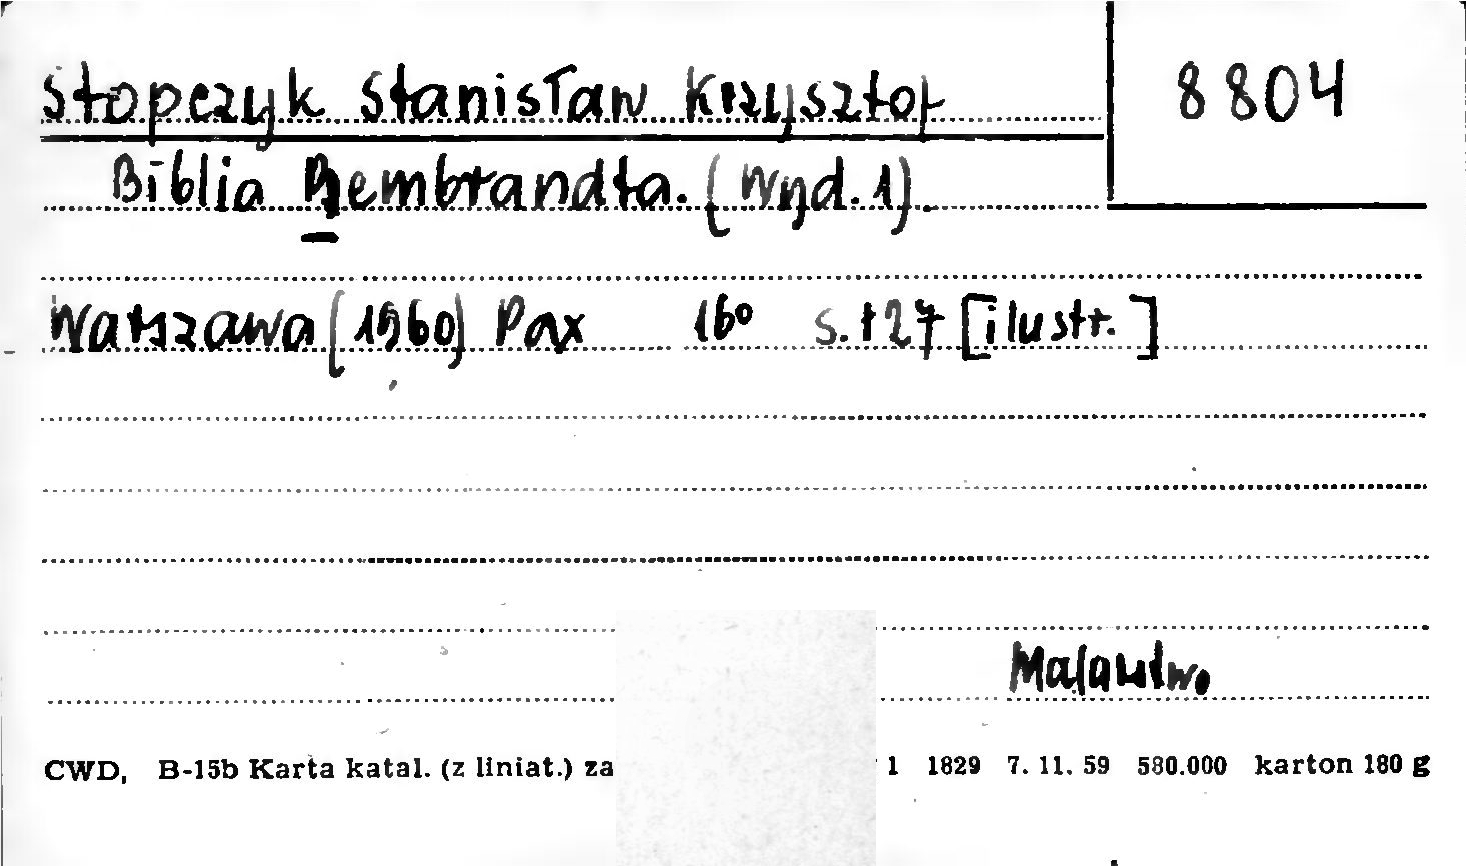 Stopczyk Stanisław Krzysztof
8804
Biblia Rembrandta. (Wyd. 1).
Warszawa (1960) Pax 16° s. 127 [ilustr.]
Malarstwo
CWD, B-15b Karta katal. (z liniat.) za 1 1829 7. 11. 59 580.000 karton 180 g